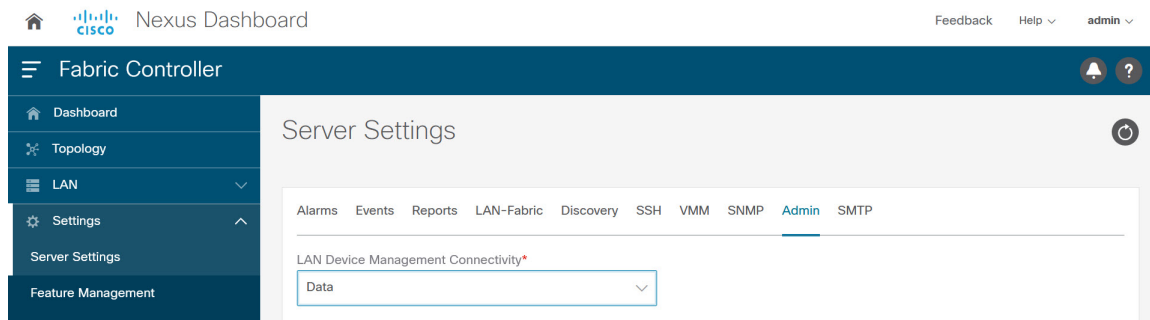 CISCO Nexus Dashboard Feedback Help admin
Fabric Controller ?
Dashboard
Topology
LAN
Settings
Server Settings
Feature Management
Server Settings
Alarms Events Reports LAN-Fabric Discovery SSH VMM SNMP Admin SMTP
LAN Device Management Connectivity*
Data